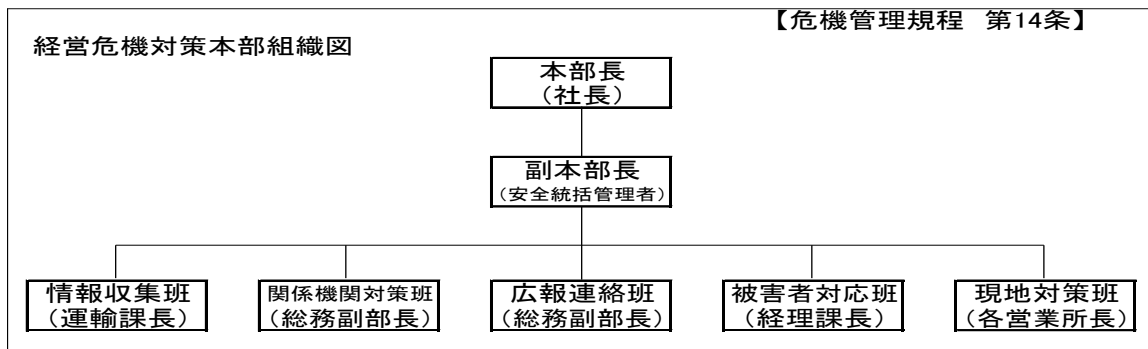 【危機管理規程　第14条】
経営危機対策本部組織図
本部長
（社長）
副本部長
（安全統括管理者）
情報収集班
（運輸課長）
関係機関対策班
（総務副部長）
広報連絡班
（総務副部長）
被害者対応班
（経理課長）
現地対策班
（各営業所長）